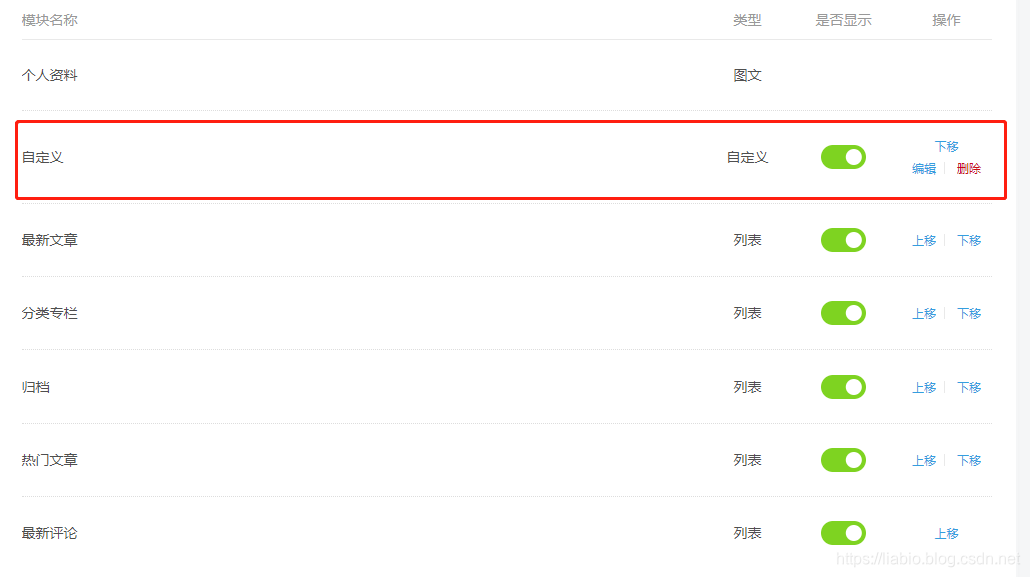 模块名称 类型 是否显示 操作
个人资料 图文
自定义 自定义 下移
编辑 删除
最新文章 列表 上移 下移
分类专栏 列表 上移 下移
归档 列表 上移 下移
热门文章 列表 上移 下移
最新评论 列表 上移
https://liabio.blog.csdn.net